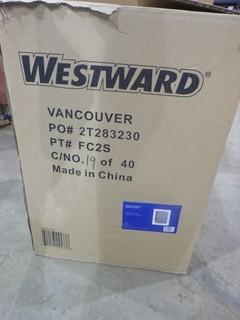 WESTWARD
VANCOUVER
PO# 2T283230
PT# FC2S
C/NO. 19 of 40
Made in China